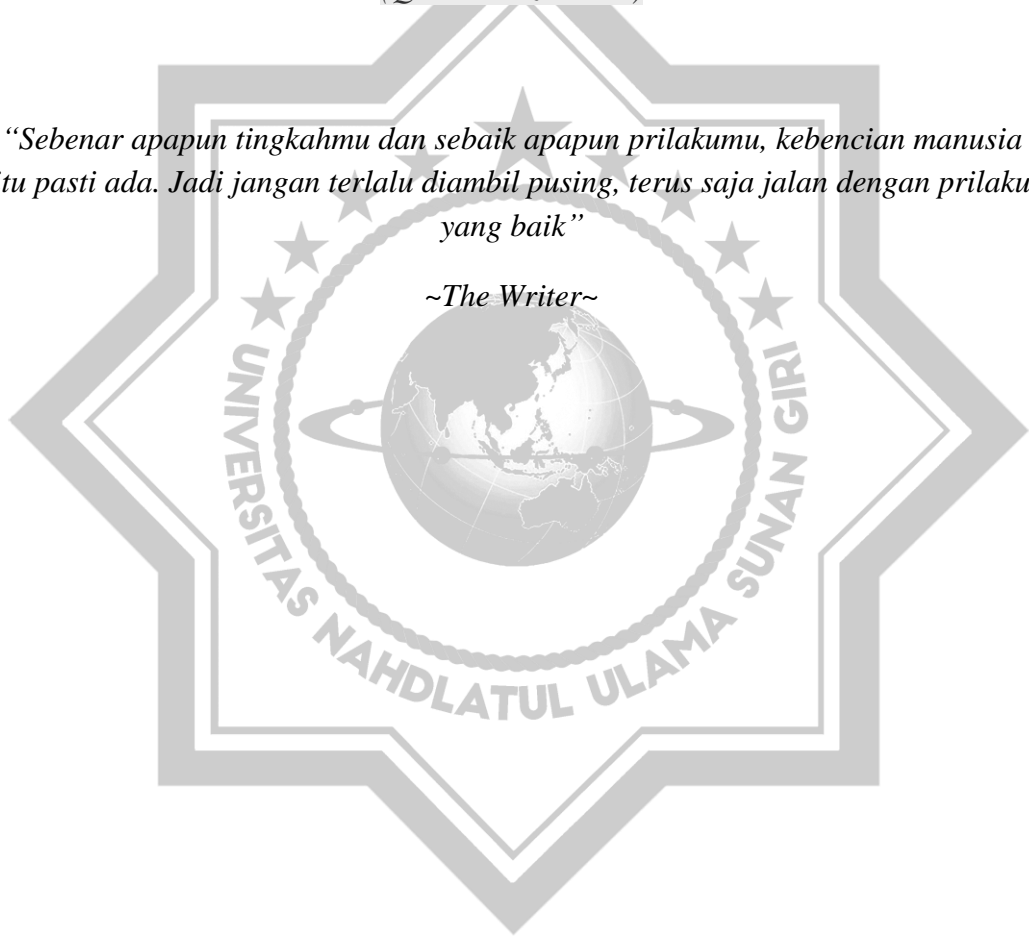 “Sebenar apapun tingkahmu dan sebaik apapun prilakumu, kebencian manusia
itu pasti ada. Jadi jangan terlalu diambil pusing, terus saja jalan dengan prilaku
yang baik”
~The Writer~
UNIVERSITAS NAHDLATUL ULAMA SUNAN GIRI